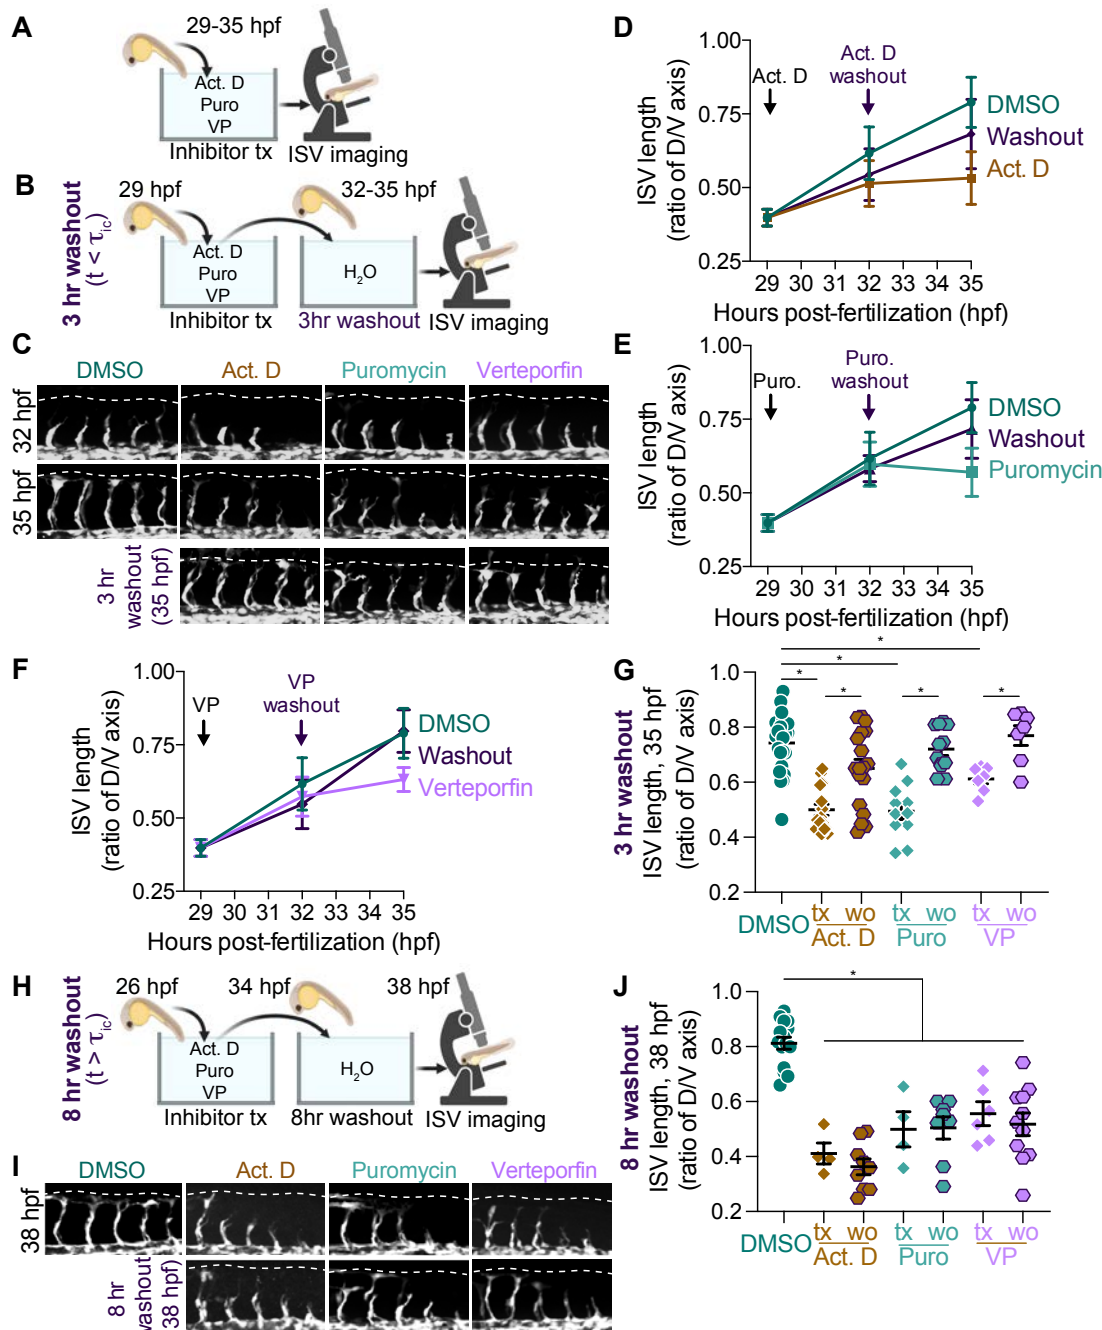 A
29-35 hpf
Act. D
Puro
VP
Inhibitor tx
ISV imaging
B
3 hr washout
(t < τic)
29 hpf
32-35 hpf
Act. D
Puro
VP
H2O
Inhibitor tx
3hr washout
ISV imaging
C
DMSO
Act. D
Puromycin
Verteporfin
32 hpf
35 hpf
3 hr
washout
(35 hpf)
D
ISV length
(ratio of D/V axis)
1.00
0.75
0.50
0.25
Act. D
Act. D
washout
DMSO
Washout
Act. D
29 30 31 32 33 34 35
Hours post-fertilization (hpf)
E
ISV length
(ratio of D/V axis)
1.00
0.75
0.50
0.25
Puro.
Puro.
washout
DMSO
Washout
Puromycin
29 30 31 32 33 34 35
Hours post-fertilization (hpf)
F
ISV length
(ratio of D/V axis)
1.00
0.75
0.50
0.25
VP
VP
washout
DMSO
Washout
Verteporfin
29 30 31 32 33 34 35
Hours post-fertilization (hpf)
G
3 hr washout
ISV length, 35 hpf
(ratio of D/V axis)
1.0
0.8
0.6
0.4
0.2
*
*
*
*
*
*
DMSO
tx wo
Act. D
tx wo
Puro
tx wo
VP
H
8 hr washout
(t > τic)
26 hpf
34 hpf
38 hpf
Act. D
Puro
VP
H2O
Inhibitor tx
8hr washout
ISV imaging
I
DMSO
Act. D
Puromycin
Verteporfin
38 hpf
8 hr
washout
38 hpf)
J
8 hr washout
ISV length, 38 hpf
(ratio of D/V axis)
1.0
0.8
0.6
0.4
0.2
*
DMSO
tx wo
Act. D
tx wo
Puro
tx wo
VP